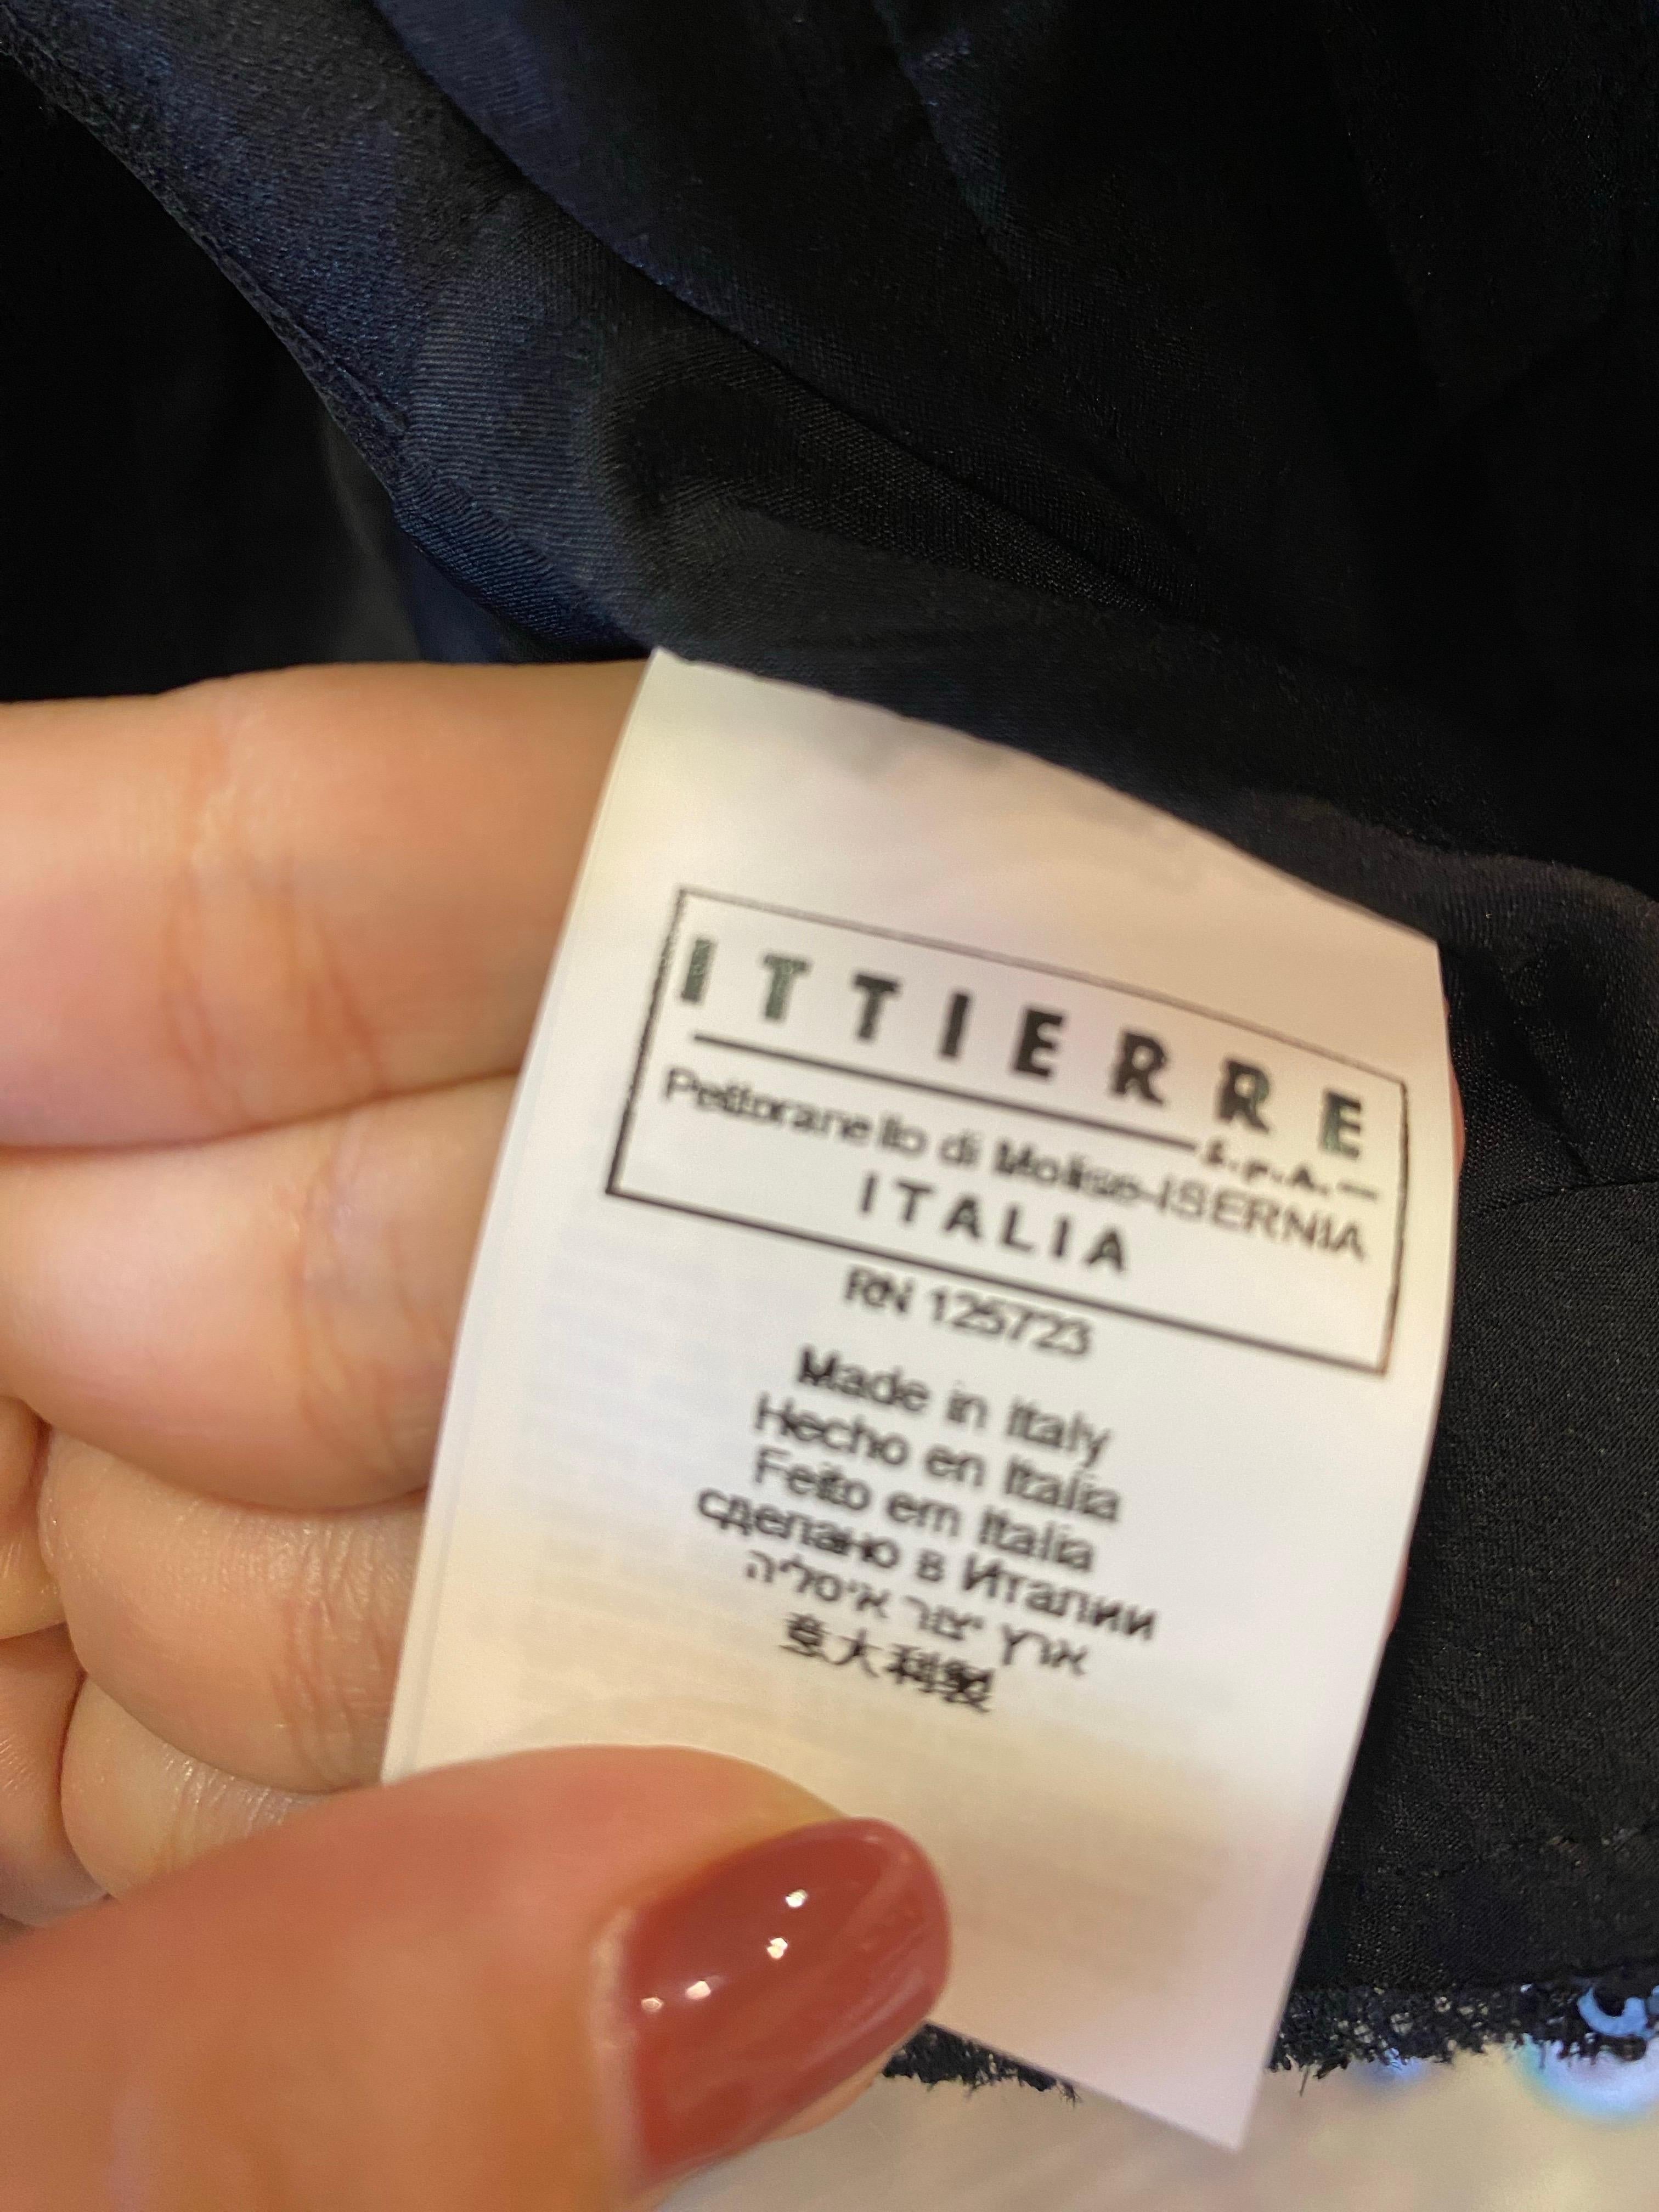 ITTIERRE
S.p.A.
Pettoranello di Molise-ISERNIA
ITALIA
RN 125723
Made in Italy
Hecho en Italia
Feito em Italia
сделано в Италии
ארץ יצור איטליה
意大利製